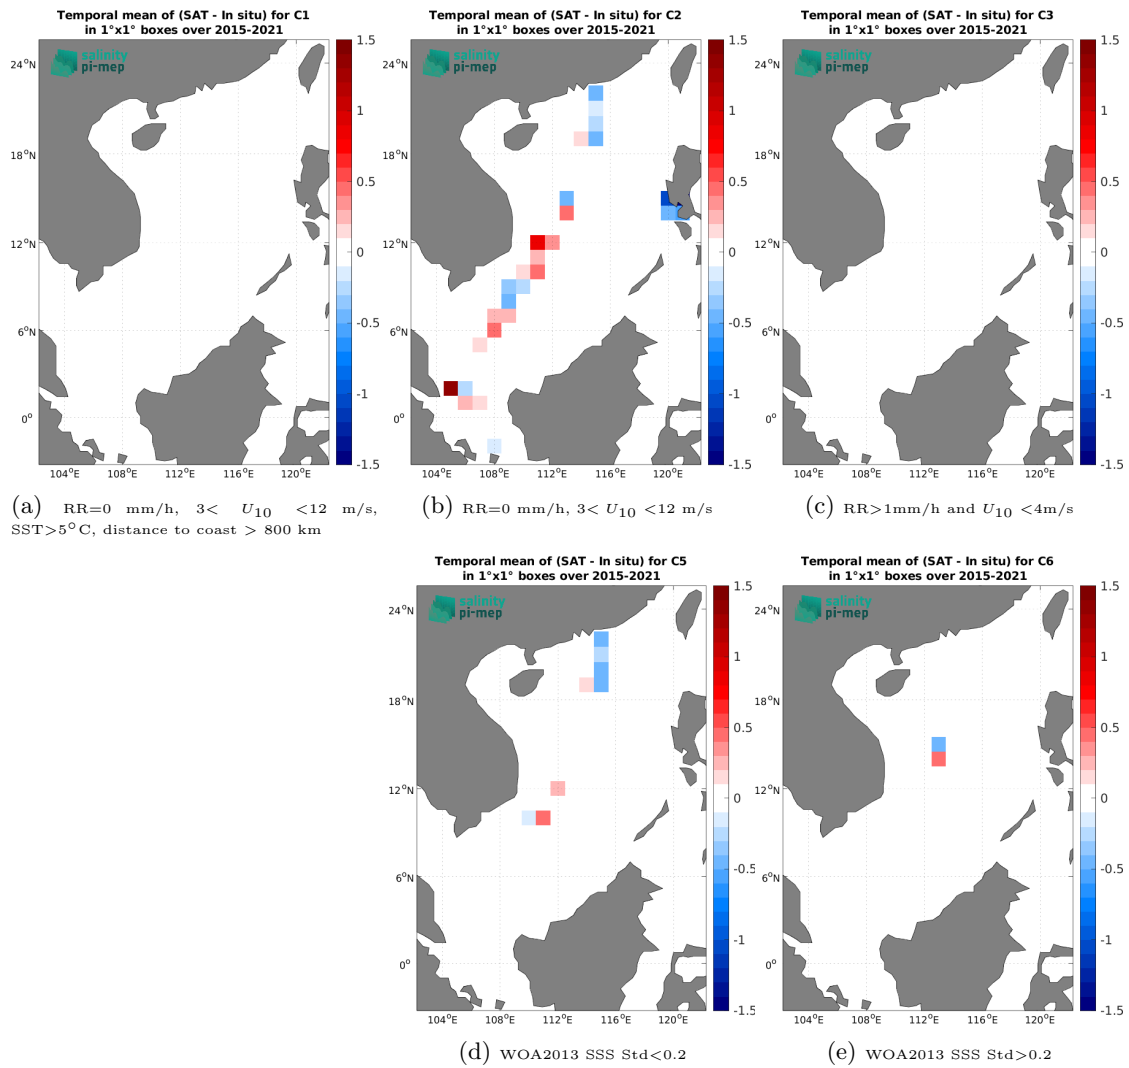 Temporal mean of (SAT - In situ) for C1
in 1°x1° boxes over 2015-2021
salinity
pi-mep
24°N
18°N
12°N
6°N
0°
104°E 108°E 112°E 116°E 120°E
1.5
1
0.5
0
-0.5
-1
-1.5
(a) RR=0 mm/h, 3< U10 <12 m/s,
SST>5°C, distance to coast > 800 km
Temporal mean of (SAT - In situ) for C2
in 1°x1° boxes over 2015-2021
salinity
pi-mep
24°N
18°N
12°N
6°N
0°
104°E 108°E 112°E 116°E 120°E
1.5
1
0.5
0
-0.5
-1
-1.5
(b) RR=0 mm/h, 3< U10 <12 m/s
Temporal mean of (SAT - In situ) for C3
in 1°x1° boxes over 2015-2021
salinity
pi-mep
24°N
18°N
12°N
6°N
0°
104°E 108°E 112°E 116°E 120°E
1.5
1
0.5
0
-0.5
-1
-1.5
(c) RR>1mm/h and U10 <4m/s
Temporal mean of (SAT - In situ) for C5
in 1°x1° boxes over 2015-2021
salinity
pi-mep
24°N
18°N
12°N
6°N
0°
104°E 108°E 112°E 116°E 120°E
1.5
1
0.5
0
-0.5
-1
-1.5
(d) WOA2013 SSS Std<0.2
Temporal mean of (SAT - In situ) for C6
in 1°x1° boxes over 2015-2021
salinity
pi-mep
24°N
18°N
12°N
6°N
0°
104°E 108°E 112°E 116°E 120°E
1.5
1
0.5
0
-0.5
-1
-1.5
(e) WOA2013 SSS Std>0.2